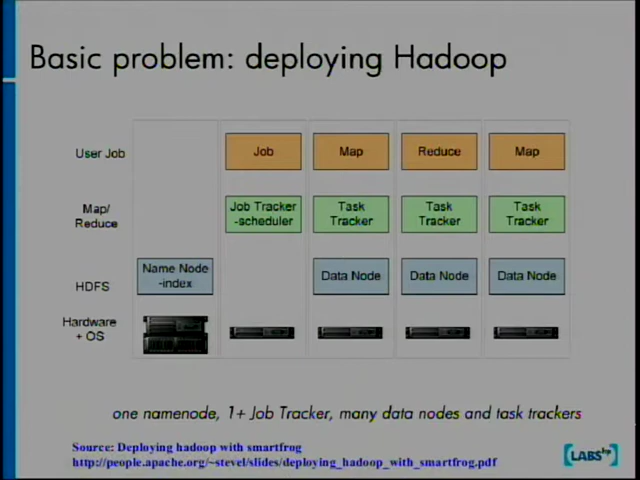 Basic problem: deploying Hadoop
User Job
Job
Map
Reduce
Map
Map/
Reduce
Job Tracker
-scheduler
Task
Tracker
Task
Tracker
Task
Tracker
HDFS
Name Node
-index
Data Node
Data Node
Data Node
Hardware
+ OS
one namenode, 1+ Job Tracker, many data nodes and task trackers
Source: Deploying hadoop with smartfrog
http://people.apache.org/~stevel/slides/deploying_hadoop_with_smartfrog.pdf
LABS hp